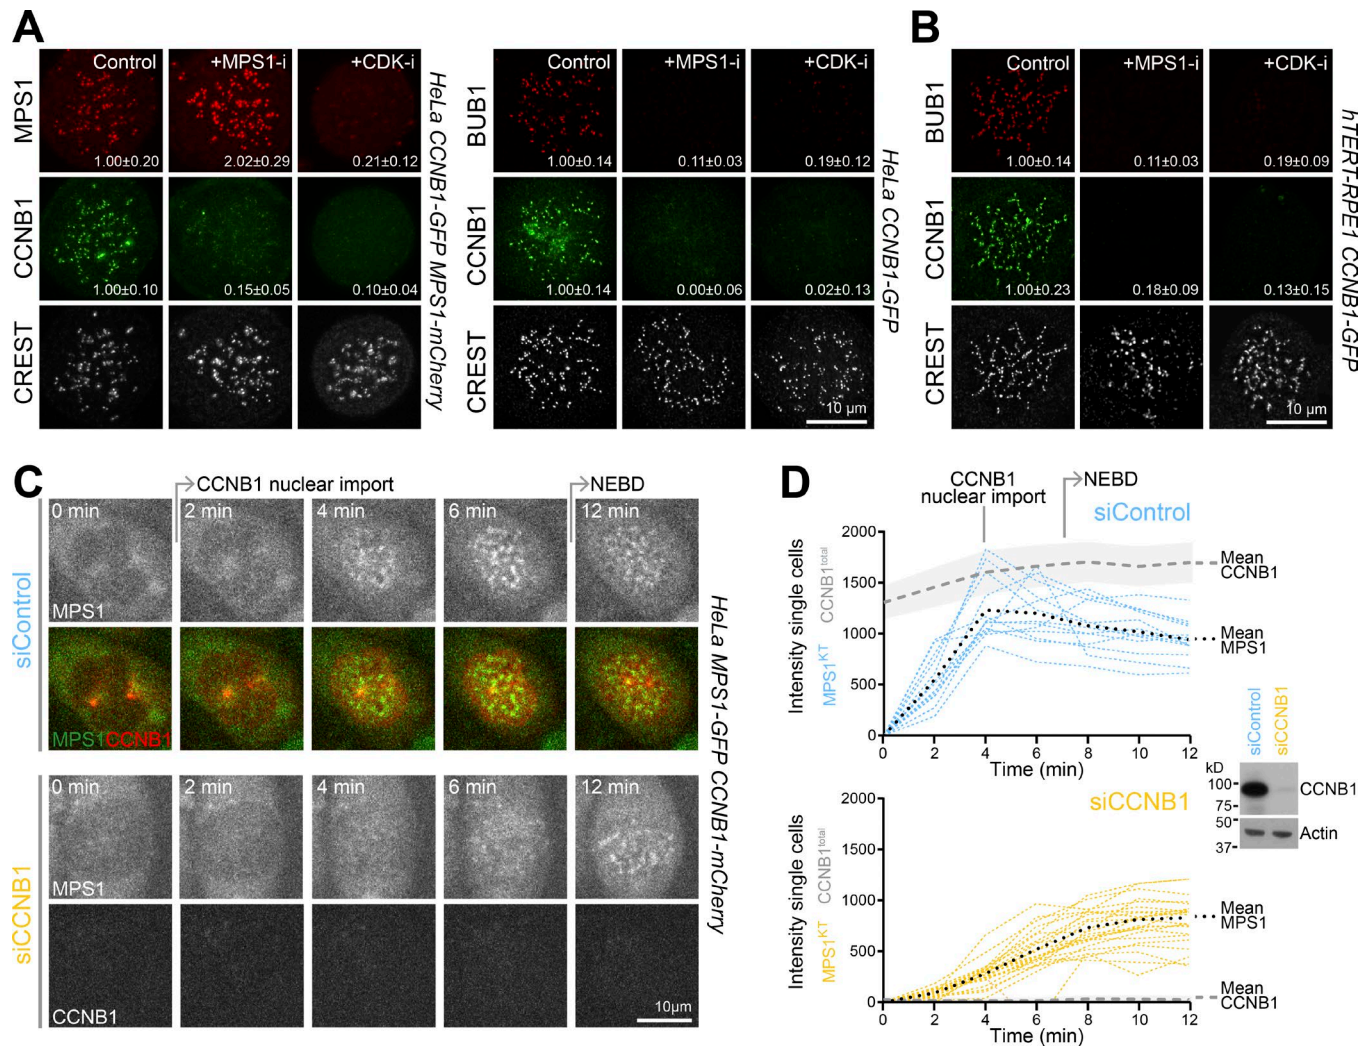 A
Control
+MPS1-i
+CDK-i
MPS1
1.00±0.20
2.02±0.29
0.21±0.12
CCNB1
1.00±0.10
0.15±0.05
0.10±0.04
CREST
HeLa CCNB1-GFP MPS1-mCherry
Control
+MPS1-i
+CDK-i
BUB1
1.00±0.14
0.11±0.03
0.19±0.12
CCNB1
1.00±0.14
0.00±0.06
0.02±0.13
CREST
10 µm
HeLa CCNB1-GFP
B
Control
+MPS1-i
+CDK-i
BUB1
1.00±0.14
0.11±0.03
0.19±0.09
CCNB1
1.00±0.23
0.18±0.09
0.13±0.15
CREST
10 µm
hTERT-RPE1 CCNB1-GFP
C
CCNB1 nuclear import
NEBD
siControl
0 min
2 min
4 min
6 min
12 min
MPS1
MPS1CCNB1
siCCNB1
0 min
2 min
4 min
6 min
12 min
MPS1
CCNB1
10µm
HeLa MPS1-GFP CCNB1-mCherry
D
CCNB1
nuclear import
NEBD
siControl
Intensity single cells
MPS1KT CCNB1total
2000
1500
1000
500
0
0 2 4 6 8 10 12
Time (min)
Mean
CCNB1
Mean
MPS1
siControl
siCCNB1
kD
100
75
50
37
CCNB1
Actin
siCCNB1
Intensity single cells
MPS1KT CCNB1total
2000
1500
1000
500
0
0 2 4 6 8 10 12
Time (min)
Mean
MPS1
Mean
CCNB1